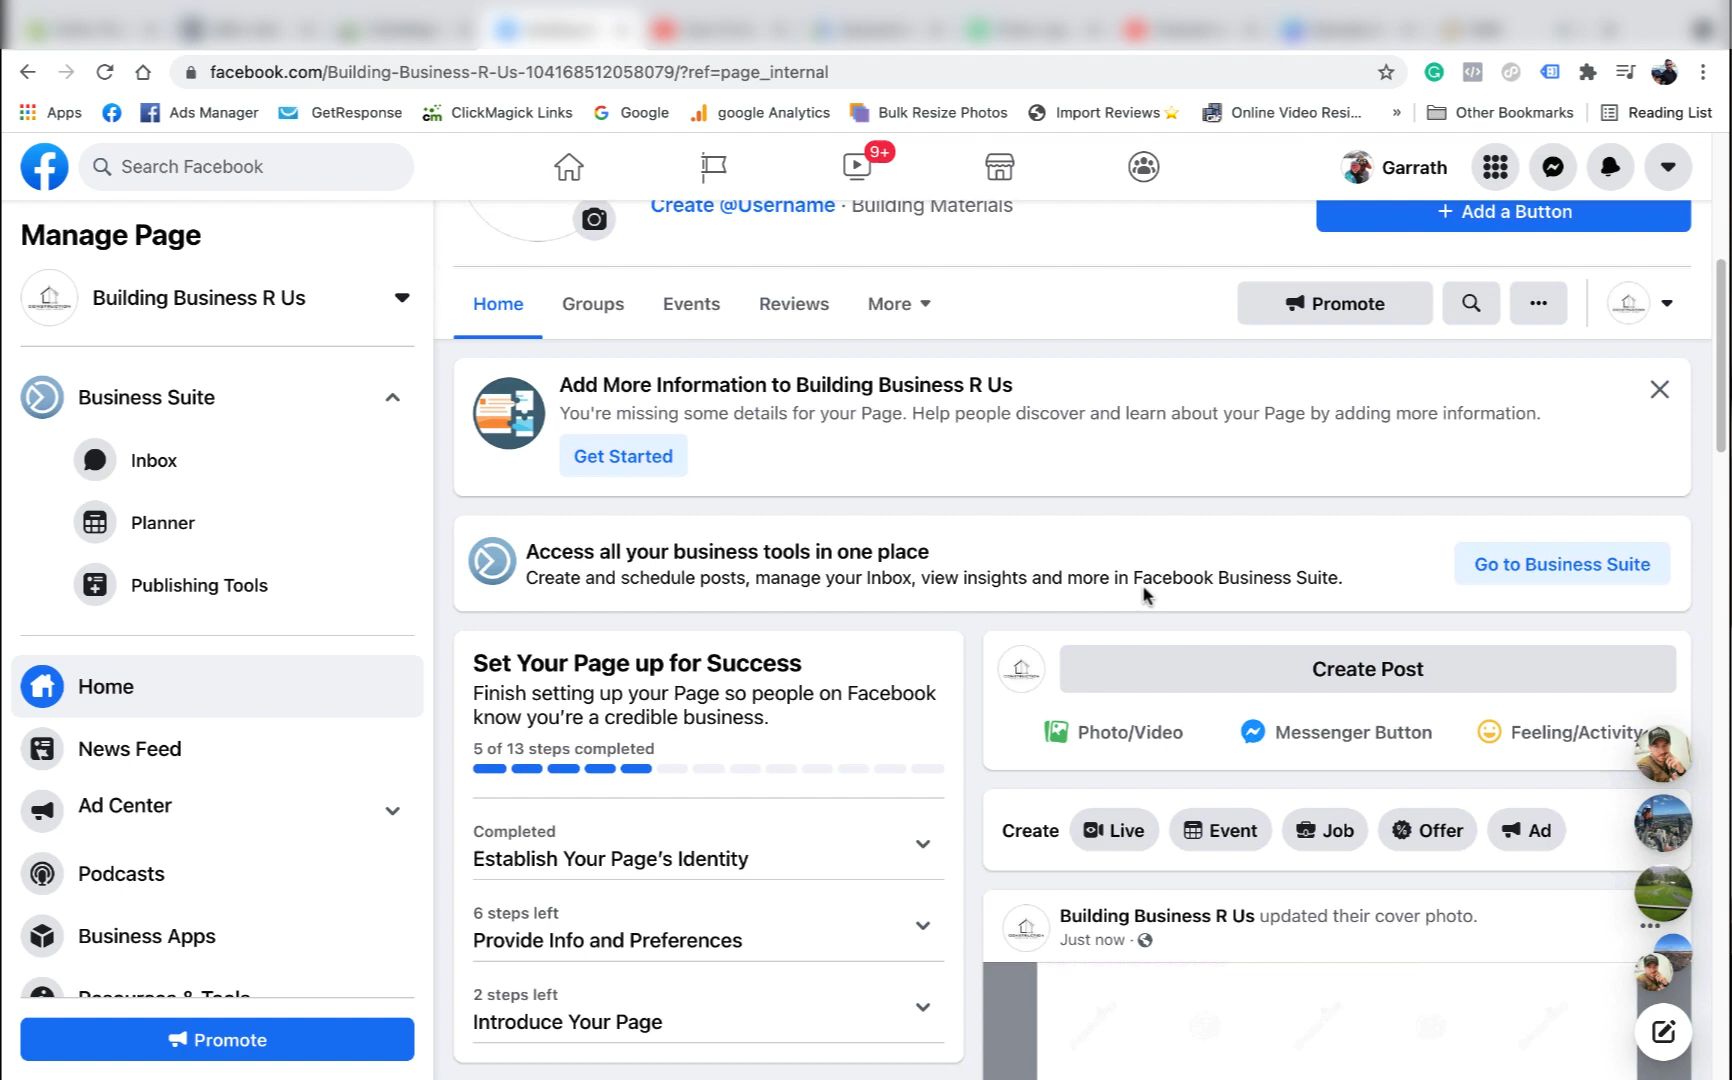 facebook.com/Building-Business-R-Us-104168512058079/?ref=page_internal
Apps
Ads Manager
GetResponse
ClickMagick Links
Google
google Analytics
Bulk Resize Photos
Import Reviews
Online Video Resi...
»
Other Bookmarks
Reading List
Search Facebook
9+
Garrath
Manage Page
Building Business R Us
Business Suite
Inbox
Planner
Publishing Tools
Home
News Feed
Ad Center
Podcasts
Business Apps
Resources & Tools
Promote
Create @Username · Building Materials
+ Add a Button
Home
Groups
Events
Reviews
More
Promote
Add More Information to Building Business R Us
You're missing some details for your Page. Help people discover and learn about your Page by adding more information.
Get Started
Access all your business tools in one place
Create and schedule posts, manage your Inbox, view insights and more in Facebook Business Suite.
Go to Business Suite
Set Your Page up for Success
Finish setting up your Page so people on Facebook
know you're a credible business.
5 of 13 steps completed
Completed
Establish Your Page's Identity
6 steps left
Provide Info and Preferences
2 steps left
Introduce Your Page
Create Post
Photo/Video
Messenger Button
Feeling/Activity
Create
Live
Event
Job
Offer
Ad
Building Business R Us updated their cover photo.
Just now ·